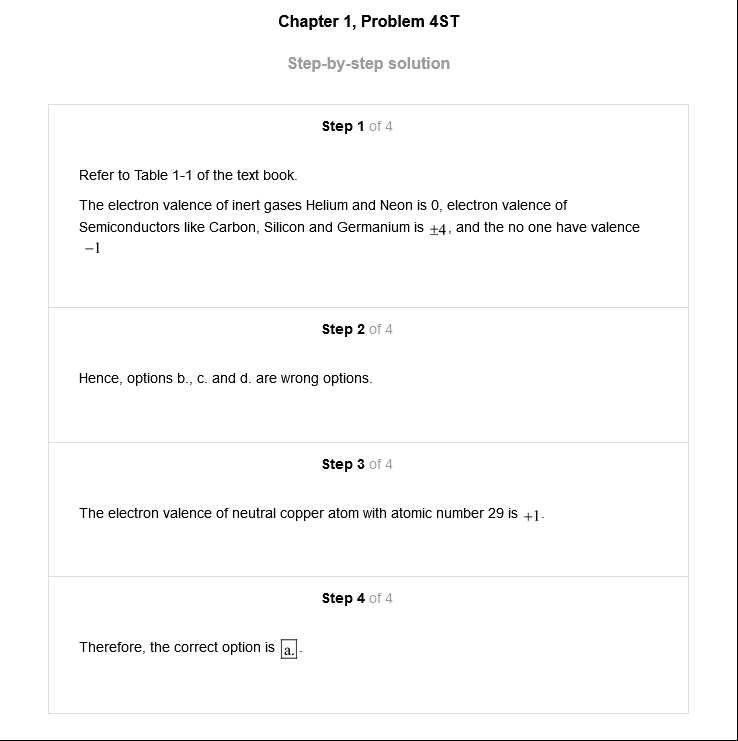 Chapter 1, Problem 4ST
Step-by-step solution
Step 1 of 4
Refer to Table 1-1 of the text book.
The electron valence of inert gases Helium and Neon is 0, electron valence of
Semiconductors like Carbon, Silicon and Germanium is ±4, and the no one have valence
−1
Step 2 of 4
Hence, options b., c. and d. are wrong options.
Step 3 of 4
The electron valence of neutral copper atom with atomic number 29 is +1.
Step 4 of 4
Therefore, the correct option is a..